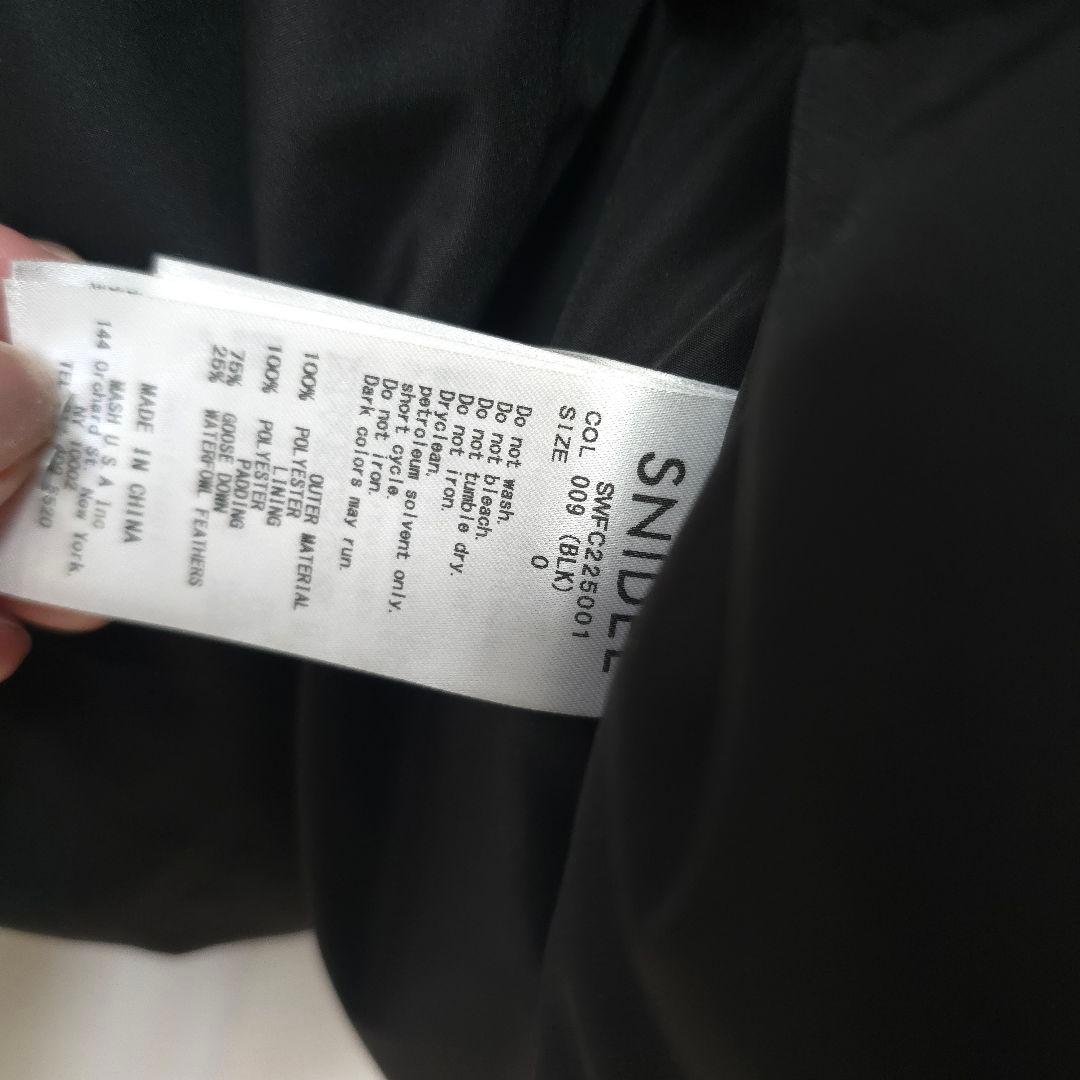 SNIDEL
SWFC225001
COL 009 (BLK)
SIZE 0
Do not wash.
Do not bleach.
Do not tumble dry.
Do not iron.
Dryclean,
petroleum solvent only,
short cycle.
Do not iron.
Dark colors may run.
OUTER MATERIAL
100% POLYESTER
LINING
100% POLYESTER
PADDING
75% GOOSE DOWN
25% WATERFOWL FEATHERS
MADE IN CHINA
MASH U S A Inc
144 Orchard St. New York,
NY
TEL